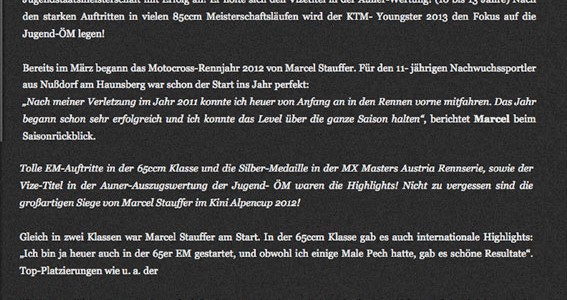 Jugendstaatsmeisterschaft mit Erfolg an! Er holte sich den Vizetitel in der Auner-Wertung! (10 bis 13 Jahre) Nach
den starken Auftritten in vielen 85ccm Meisterschaftsläufen wird der KTM- Youngster 2013 den Fokus auf die
Jugend-ÖM legen!
Bereits im März begann das Motocross-Rennjahr 2012 von Marcel Stauffer. Für den 11- jährigen Nachwuchssportler
aus Nußdorf am Haunsberg war schon der Start ins Jahr perfekt:
„Nach meiner Verletzung im Jahr 2011 konnte ich heuer von Anfang an in den Rennen vorne mitfahren. Das Jahr
begann schon sehr erfolgreich und ich konnte das Level über die ganze Saison halten“, berichtet Marcel beim
Saisonrückblick.
Tolle EM-Auftritte in der 65ccm Klasse und die Silber-Medaille in der MX Masters Austria Rennserie, sowie der
Vize-Titel in der Auner-Auszugswertung der Jugend- ÖM waren die Highlights! Nicht zu vergessen sind die
großartigen Siege von Marcel Stauffer im Kini Alpencup 2012!
Gleich in zwei Klassen war Marcel Stauffer am Start. In der 65ccm Klasse gab es auch internationale Highlights:
„Ich bin ja heuer auch in der 65er EM gestartet, und obwohl ich einige Male Pech hatte, gab es schöne Resultate“.
Top-Platzierungen wie u. a. der